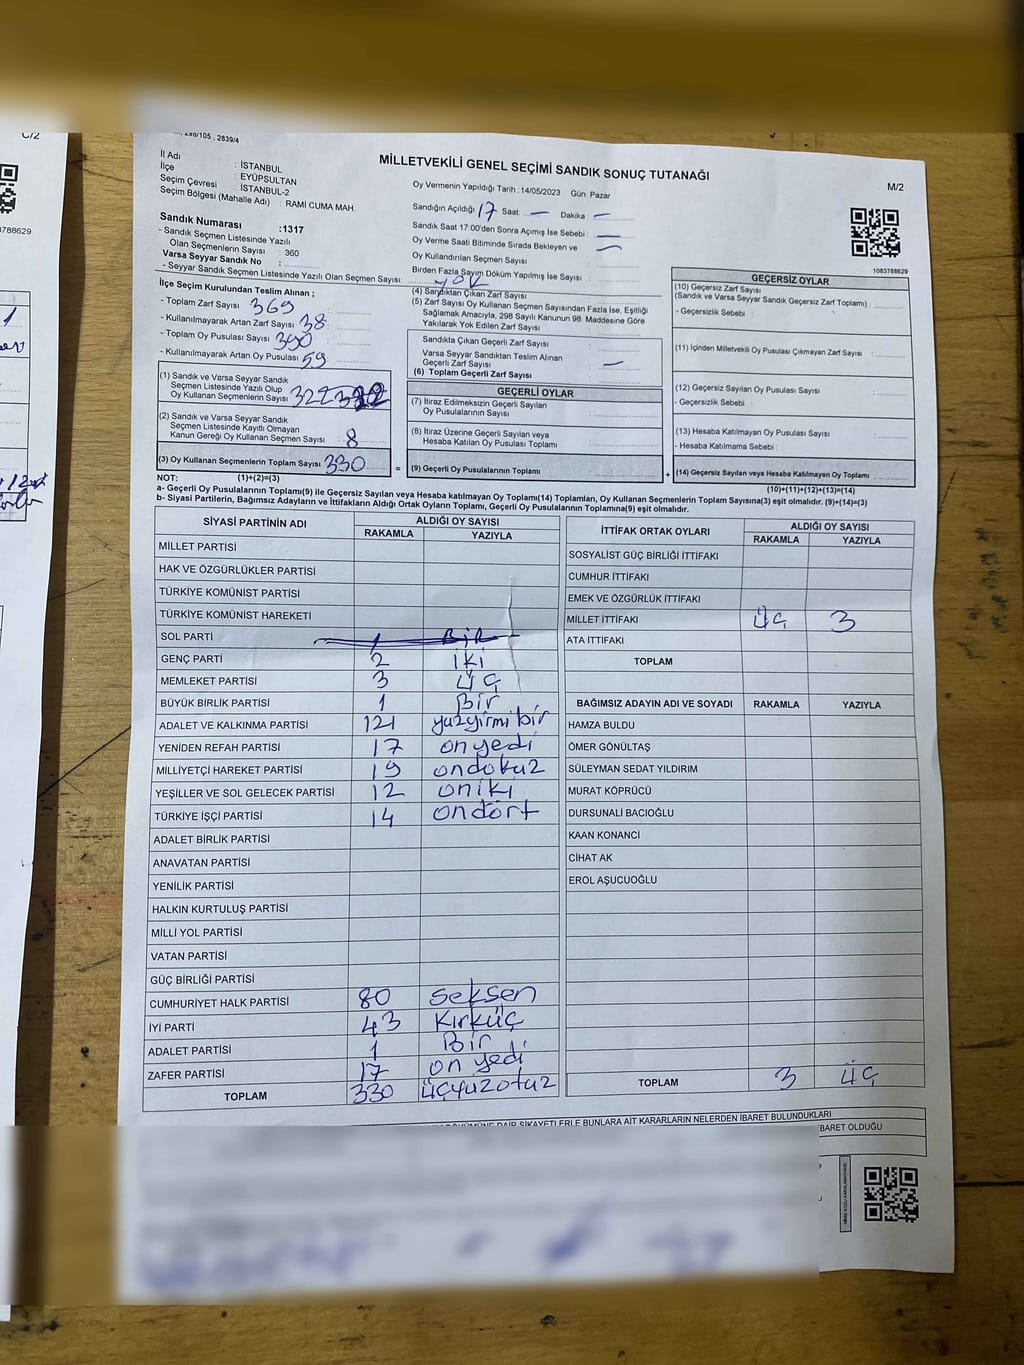 C/2
3788629
298/105 , 2839/4
MİLLETVEKİLİ GENEL SEÇİMİ SANDIK SONUÇ TUTANAĞI
M/2
İl Adı : İSTANBUL
İlçe : EYÜPSULTAN
Seçim Çevresi : İSTANBUL-2
Seçim Bölgesi (Mahalle Adı) : RAMİ CUMA MAH.
Oy Vermenin Yapıldığı Tarih :14/05/2023 Gün: Pazar
Sandığın Açıldığı 17 Saat: — Dakika —
Sandık Saat 17:00'den Sonra Açımış İse Sebebi : —
Oy Verme Saati Bitiminde Sırada Bekleyen ve —
Oy Kullandırılan Seçmen Sayısı
Birden Fazla Sayım Döküm Yapılmış İse Sayısı
yok
1083788629
Sandık Numarası :1317
- Sandık Seçmen Listesinde Yazılı
Olan Seçmenlerin Sayısı : 360
Varsa Seyyar Sandık No :
- Seyyar Sandık Seçmen Listesinde Yazılı Olan Seçmen Sayısı:
İlçe Seçim Kurulundan Teslim Alınan ;
- Toplam Zarf Sayısı 369
- Kullanılmayarak Artan Zarf Sayısı 38
- Toplam Oy Pusulası Sayısı 390
- Kullanılmayarak Artan Oy Pusulası 59
(1) Sandık ve Varsa Seyyar Sandık
Seçmen Listesinde Yazılı Olup
Oy Kullanan Seçmenlerin Sayısı 322
(2) Sandık ve Varsa Seyyar Sandık
Seçmen Listesinde Kayıtlı Olmayan
Kanun Gereği Oy Kullanan Seçmen Sayısı 8
(3) Oy Kullanan Seçmenlerin Toplam Sayısı 330
(4) Sandıktan Çıkan Zarf Sayısı
(5) Zarf Sayısı Oy Kullanan Seçmen Sayısından Fazla İse, Eşitliği
Sağlamak Amacıyla, 298 Sayılı Kanunun 98. Maddesine Göre
Yakılarak Yok Edilen Zarf Sayısı
Sandıkta Çıkan Geçerli Zarf Sayısı
Varsa Seyyar Sandıktan Teslim Alınan
Geçerli Zarf Sayısı —
(6) Toplam Geçerli Zarf Sayısı
GEÇERLİ OYLAR
(7) İtiraz Edilmeksizin Geçerli Sayılan
Oy Pusulalarının Sayısı
(8) İtiraz Üzerine Geçerli Sayılan veya
Hesaba Katılan Oy Pusulası Toplamı
= (9) Geçerli Oy Pusulalarının Toplamı
GEÇERSİZ OYLAR
(10) Geçersiz Zarf Sayısı
(Sandık ve Varsa Seyyar Sandık Geçersiz Zarf Toplamı) :
- Geçersizlik Sebebi :
(11) İçinden Milletvekili Oy Pusulası Çıkmayan Zarf Sayısı :
(12) Geçersiz Sayılan Oy Pusulası Sayısı
- Geçersizlik Sebebi :
(13) Hesaba Katılmayan Oy Pusulası Sayısı :
- Hesaba Katılmama Sebebi :
+ (14) Geçersiz Sayılan veya Hesaba Katılmayan Oy Toplamı :
NOT: (1)+(2)=(3)
(10)+(11)+(12)+(13)=(14)
a- Geçerli Oy Pusulalarının Toplamı(9) ile Geçersiz Sayılan veya Hesaba katılmayan Oy Toplamı(14) Toplamları, Oy Kullanan Seçmenlerin Toplam Sayısına(3) eşit olmalıdır. (9)+(14)=(3)
b- Siyasi Partilerin, Bağımsız Adayların ve İttifakların Aldığı Ortak Oyların Toplamı, Geçerli Oy Pusulalarının Toplamına(9) eşit olmalıdır.
SİYASİ PARTİNİN ADI ALDIĞI OY SAYISI
RAKAMLA YAZIYLA
MİLLET PARTİSİ
HAK VE ÖZGÜRLÜKLER PARTİSİ
TÜRKİYE KOMÜNİST PARTİSİ
TÜRKİYE KOMÜNİST HAREKETİ
SOL PARTİ 1 Bir
GENÇ PARTİ 2 iki
MEMLEKET PARTİSİ 3 üç
BÜYÜK BİRLİK PARTİSİ 1 Bir
ADALET VE KALKINMA PARTİSİ 121 yüzyirmibir
YENİDEN REFAH PARTİSİ 17 onyedi
MİLLİYETÇİ HAREKET PARTİSİ 19 ondokuz
YEŞİLLER VE SOL GELECEK PARTİSİ 12 oniki
TÜRKİYE İŞÇİ PARTİSİ 14 ondört
ADALET BİRLİK PARTİSİ
ANAVATAN PARTİSİ
YENİLİK PARTİSİ
HALKIN KURTULUŞ PARTİSİ
MİLLİ YOL PARTİSİ
VATAN PARTİSİ
GÜÇ BİRLİĞİ PARTİSİ
CUMHURİYET HALK PARTİSİ 80 seksen
İYİ PARTİ 43 Kırküç
ADALET PARTİSİ 1 Bir
ZAFER PARTİSİ 17 on yedi
TOPLAM 330 üçyüzotuz
İTTİFAK ORTAK OYLARI ALDIĞI OY SAYISI
RAKAMLA YAZIYLA
SOSYALİST GÜÇ BİRLİĞİ İTTİFAKI
CUMHUR İTTİFAKI
EMEK VE ÖZGÜRLÜK İTTİFAKI
MİLLET İTTİFAKI üç 3
ATA İTTİFAKI
TOPLAM
BAĞIMSIZ ADAYIN ADI VE SOYADI RAKAMLA YAZIYLA
HAMZA BULDU
ÖMER GÖNÜLTAŞ
SÜLEYMAN SEDAT YILDIRIM
MURAT KÖPRÜCÜ
DURSUNALİ BACIOĞLU
KAAN KONANCİ
CİHAT AK
EROL AŞUCUOĞLU
TOPLAM 3 üç
DÖKÜMÜNE DAİR ŞİKAYETLERLE BUNLARA AİT KARARLARIN NELERDEN İBARET BULUNDUKLARI
BARET OLDUĞU